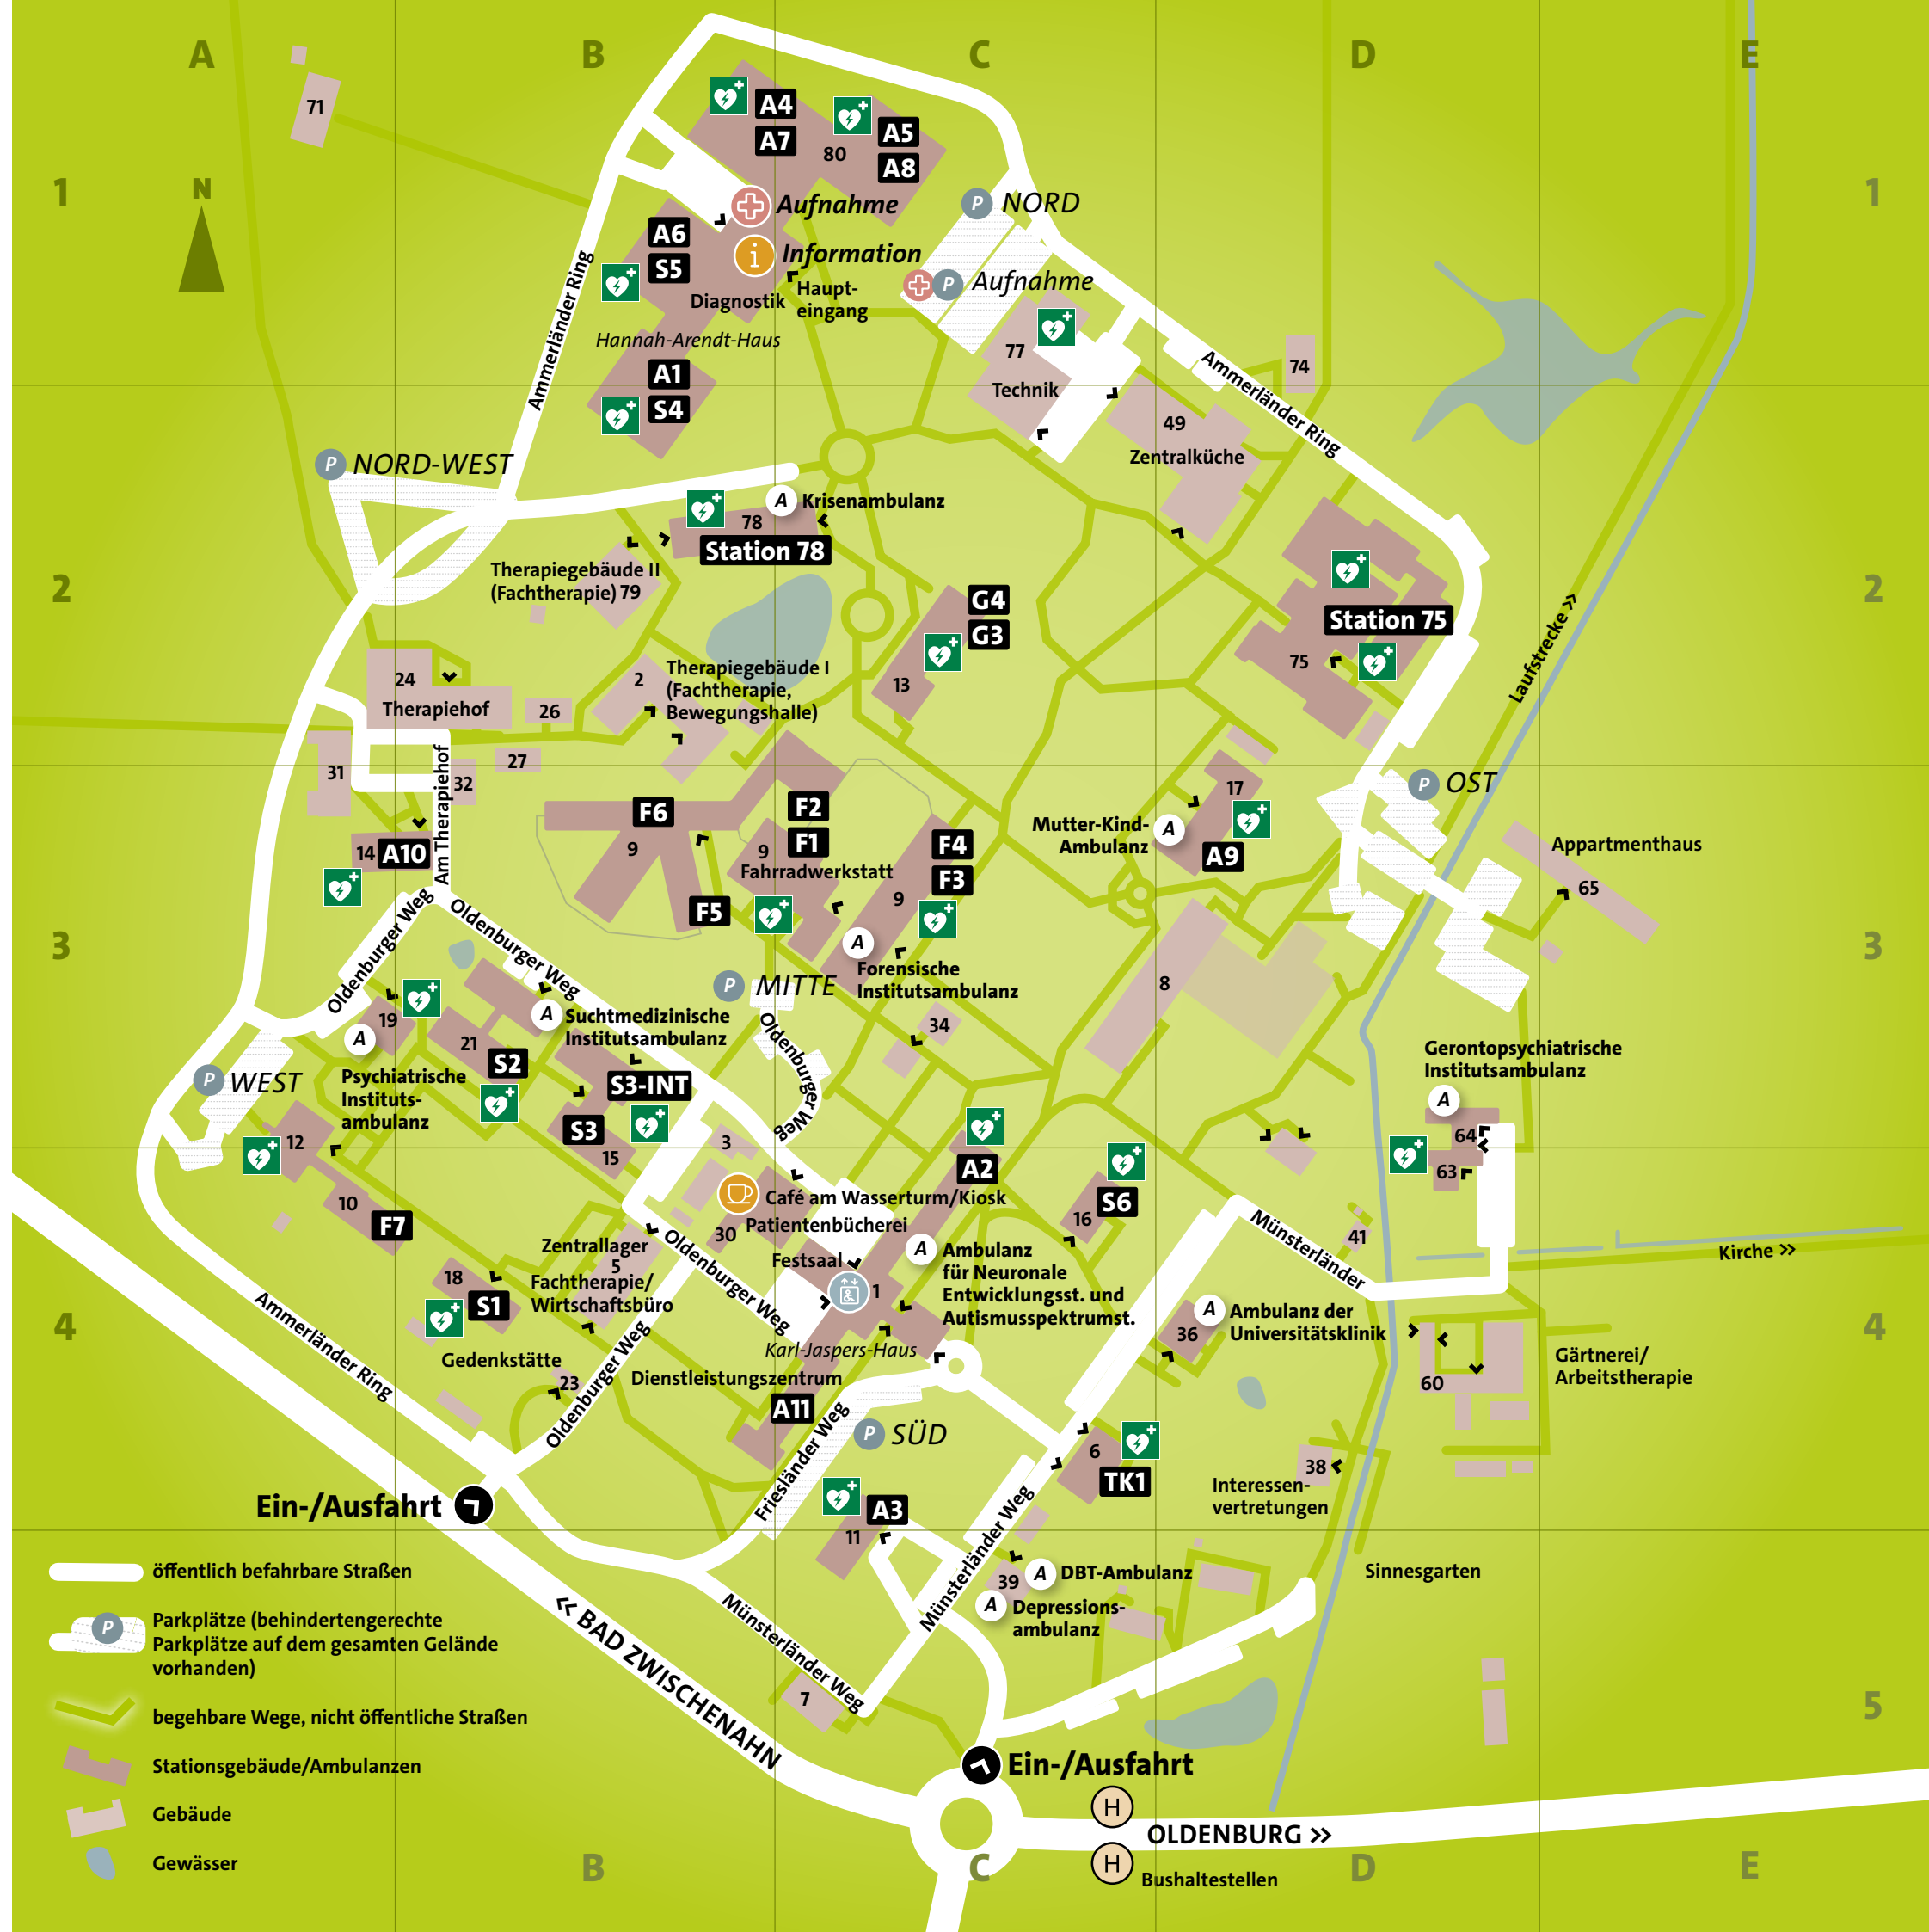 A
B
C
D
E
1
1
N
71
A4
A7
80
A5
A8
Aufnahme
P NORD
A6
S5
i Information
Haupt-
eingang
Diagnostik
P Aufnahme
Hannah-Arendt-Haus
Ammerländer Ring
A1
S4
77
Technik
74
Ammerländer Ring
49
Zentralküche
P NORD-WEST
A Krisenambulanz
78
Station 78
2
2
Therapiegebäude II
(Fachtherapie) 79
G4
G3
13
Station 75
75
Laufstrecke >>
24
Therapiehof
26
2
Therapiegebäude I
(Fachtherapie,
Bewegungshalle)
31
27
32
Am Therapiehof
14 A10
F6
9
F2
F1
9
Fahrradwerkstatt
F5
F4
F3
9
17
Mutter-Kind-
Ambulanz
A
A9
P OST
Appartmenthaus
65
3
3
Oldenburger Weg
Oldenburger Weg
A
Forensische
Institutsambulanz
P MITTE
8
34
19
A
Psychiatrische
Instituts-
ambulanz
21
S2
A Suchtmedizinische
Institutsambulanz
S3-INT
S3
15
Oldenburger Weg
P WEST
12
10
F7
3
Gerontopsychiatrische
Institutsambulanz
A
64
63
A2
S6
16
Café am Wasserturm/Kiosk
Patientenbücherei
30
Festsaal
1
A Ambulanz
für Neuronale
Entwicklungsst. und
Autismusspektrumst.
Münsterländer
41
Kirche >>
Zentrallager
5
Fachtherapie/
Wirtschaftsbüro
Oldenburger Weg
18
S1
4
4
Ammerländer Ring
Gedenkstätte
23
Oldenburger Weg
Karl-Jaspers-Haus
Dienstleistungszentrum
A11
A Ambulanz der
Universitätsklinik
36
60
Gärtnerei/
Arbeitstherapie
Friesländer Weg
P SÜD
6
TK1
38
Interessen-
vertretungen
Ein-/Ausfahrt
A3
11
Münsterländer Weg
39
A DBT-Ambulanz
A Depressions-
ambulanz
Sinnesgarten
öffentlich befahrbare Straßen
P
Parkplätze (behindertengerechte
Parkplätze auf dem gesamten Gelände
vorhanden)
begehbare Wege, nicht öffentliche Straßen
Stationsgebäude/Ambulanzen
Gebäude
Gewässer
<< BAD ZWISCHENAHN
Münsterländer Weg
7
5
Ein-/Ausfahrt
H
OLDENBURG >>
H
Bushaltestellen
B
C
D
E